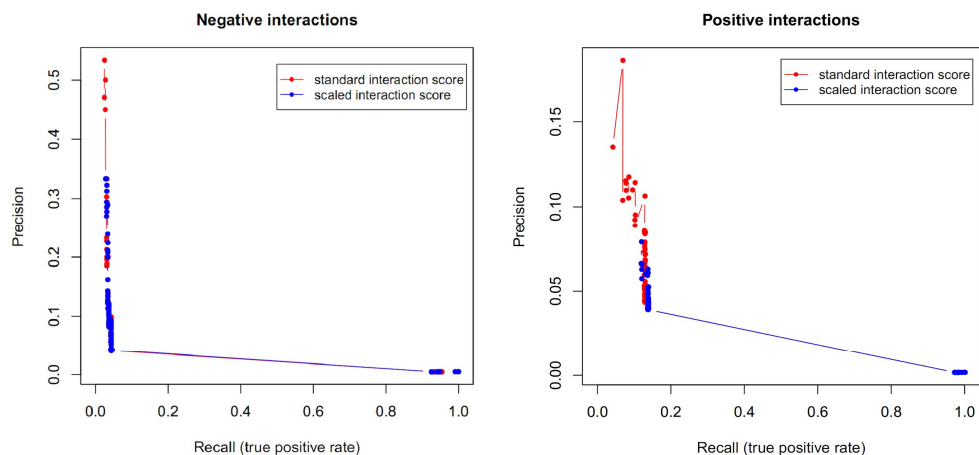 Negative interactions
standard interaction score
scaled interaction score
Precision
0.5
0.4
0.3
0.2
0.1
0.0
0.0 0.2 0.4 0.6 0.8 1.0
Recall (true positive rate)
Positive interactions
standard interaction score
scaled interaction score
Precision
0.15
0.10
0.05
0.00
0.0 0.2 0.4 0.6 0.8 1.0
Recall (true positive rate)